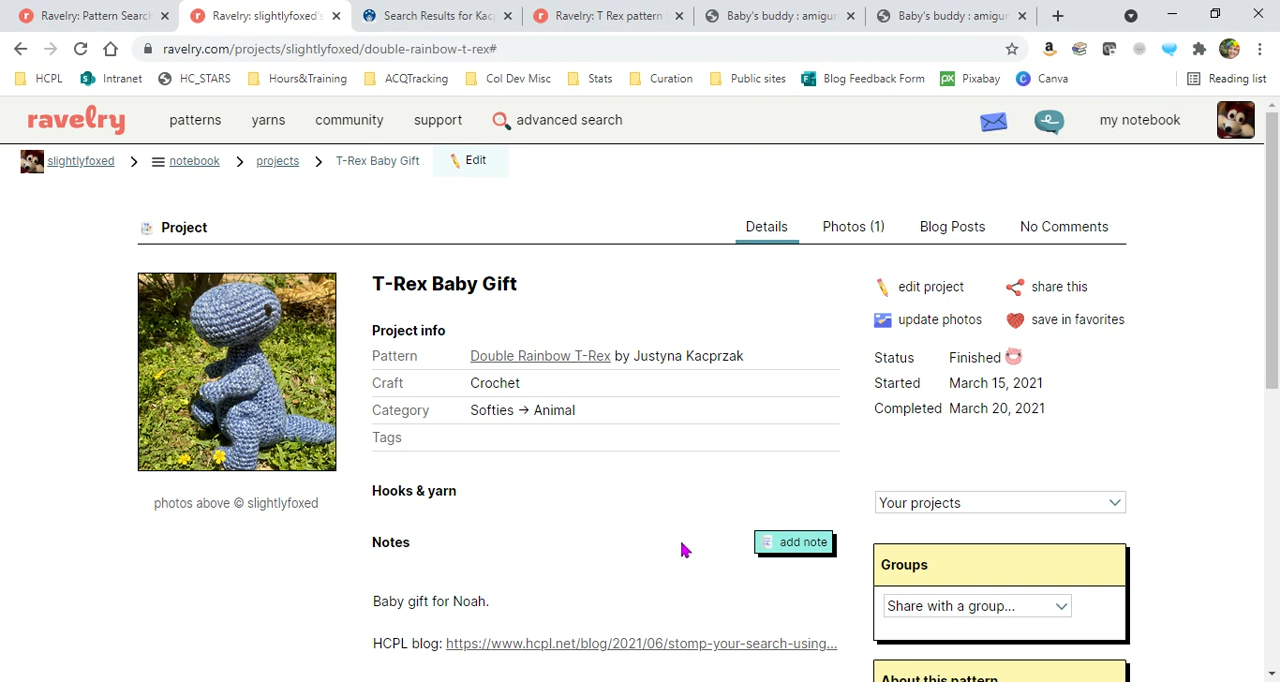 Ravelry: Pattern Searc
Ravelry: slightlyfoxed's
Search Results for Kac
Ravelry: T Rex pattern
Baby's buddy : amigur
Baby's buddy : amigur
ravelry.com/projects/slightlyfoxed/double-rainbow-t-rex#
HCPL
Intranet
HC_STARS
Hours&Training
ACQTracking
Col Dev Misc
Stats
Curation
Public sites
Blog Feedback Form
px Pixabay
C Canva
Reading list
ravelry
patterns
yarns
community
support
advanced search
my notebook
slightlyfoxed
notebook
projects
T-Rex Baby Gift
Edit
Project
Details
Photos (1)
Blog Posts
No Comments
T-Rex Baby Gift
Project info
Pattern Double Rainbow T-Rex by Justyna Kacprzak
Craft Crochet
Category Softies → Animal
Tags
photos above © slightlyfoxed
Hooks & yarn
Notes
add note
Baby gift for Noah.
HCPL blog: https://www.hcpl.net/blog/2021/06/stomp-your-search-using...
edit project
share this
update photos
save in favorites
Status Finished
Started March 15, 2021
Completed March 20, 2021
Your projects
Groups
Share with a group...
About this pattern